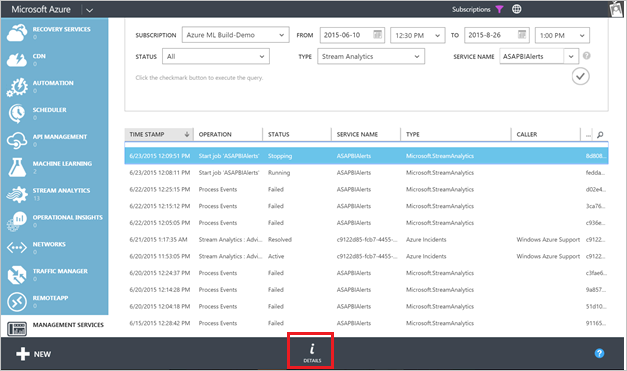 Microsoft Azure
Subscriptions
RECOVERY SERVICES
0
CDN
0
AUTOMATION
0
SCHEDULER
0
API MANAGEMENT
0
MACHINE LEARNING
2
STREAM ANALYTICS
13
OPERATIONAL INSIGHTS
0
NETWORKS
0
TRAFFIC MANAGER
0
REMOTEAPP
0
MANAGEMENT SERVICES
SUBSCRIPTION Azure ML Build-Demo FROM 2015-06-10 12:30 PM TO 2015-8-26 1:00 PM
STATUS All TYPE Stream Analytics SERVICE NAME ASAPBIAlerts ?
Click the checkmark button to execute the query.
TIME STAMP OPERATION STATUS SERVICE NAME TYPE CALLER ...
6/23/2015 12:09:51 PM Start job 'ASAPBIAlerts' Stopping ASAPBIAlerts Microsoft.StreamAnalytics 8d808...
6/23/2015 12:08:11 PM Start job 'ASAPBIAlerts' Running ASAPBIAlerts Microsoft.StreamAnalytics fedda...
6/22/2015 12:25:15 PM Process Events Failed ASAPBIAlerts Microsoft.StreamAnalytics d02e4...
6/22/2015 12:15:12 PM Process Events Failed ASAPBIAlerts Microsoft.StreamAnalytics 3ca76...
6/22/2015 12:05:05 PM Process Events Failed ASAPBIAlerts Microsoft.StreamAnalytics c936e...
6/21/2015 1:17:35 AM Stream Analytics : Advi... Resolved c9122d85-fcb7-4455-... Azure Incidents Windows Azure Support c9122...
6/20/2015 11:53:05 PM Stream Analytics : Advi... Active c9122d85-fcb7-4455-... Azure Incidents Windows Azure Support c9122...
6/20/2015 12:24:37 PM Process Events Failed ASAPBIAlerts Microsoft.StreamAnalytics c3fae6...
6/20/2015 12:14:28 PM Process Events Failed ASAPBIAlerts Microsoft.StreamAnalytics 9a857...
6/20/2015 12:04:18 PM Process Events Failed ASAPBIAlerts Microsoft.StreamAnalytics 51d10...
6/15/2015 12:28:42 PM Process Events Failed ASAPBIAlerts Microsoft.StreamAnalytics 91165...
NEW
i
DETAILS
?